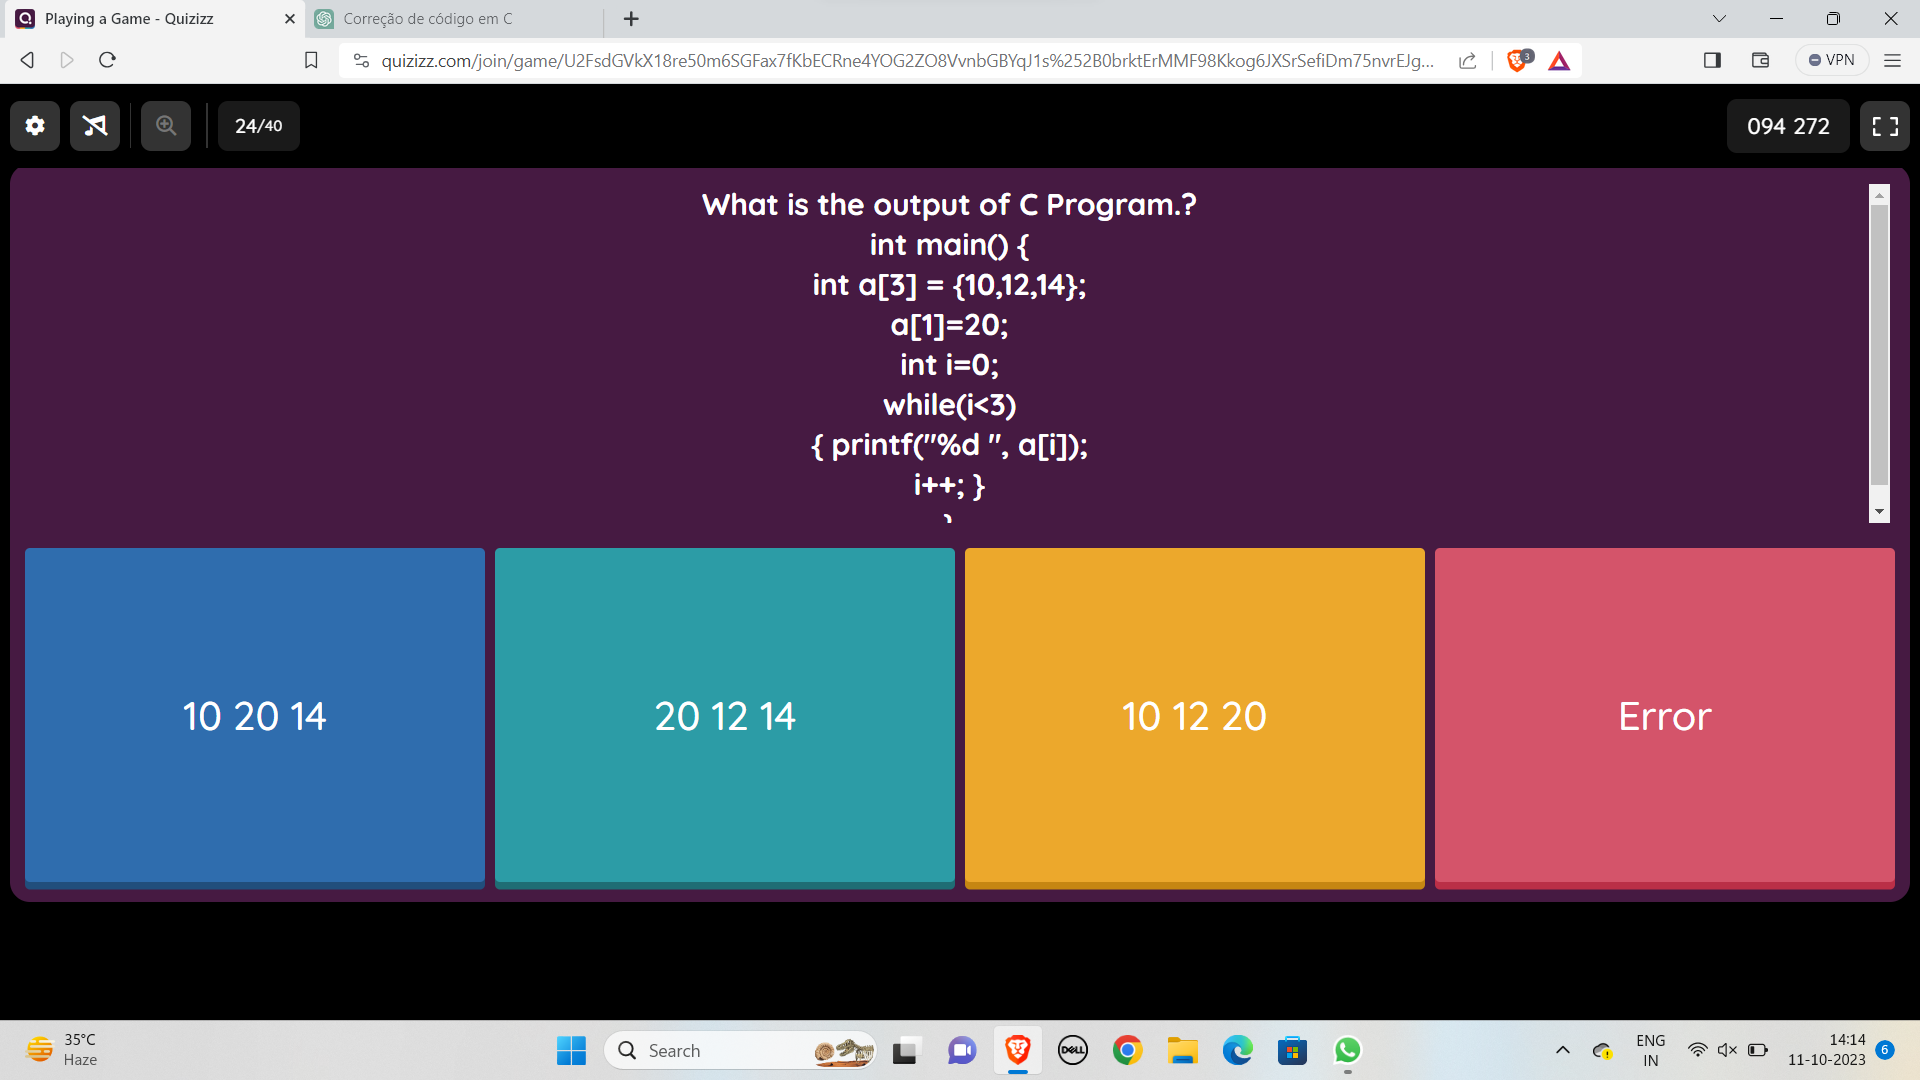 Playing a Game - Quizizz
Correção de código em C
quizizz.com/join/game/U2FsdGVkX18re50m6SGFax7fKbECRne4YOG2ZO8VvnbGBYqJ1s%252B0brktErMMF98Kkog6JXSrSefiDm75nvrEJg...
3
VPN
24/40
094 272
What is the output of C Program.?
int main() {
int a[3] = {10,12,14};
a[1]=20;
int i=0;
while(i<3)
{ printf("%d ", a[i]);
i++; }
10 20 14
20 12 14
10 12 20
Error
35°C
Haze
Search
DELL
ENG
IN
14:14
11-10-2023
6